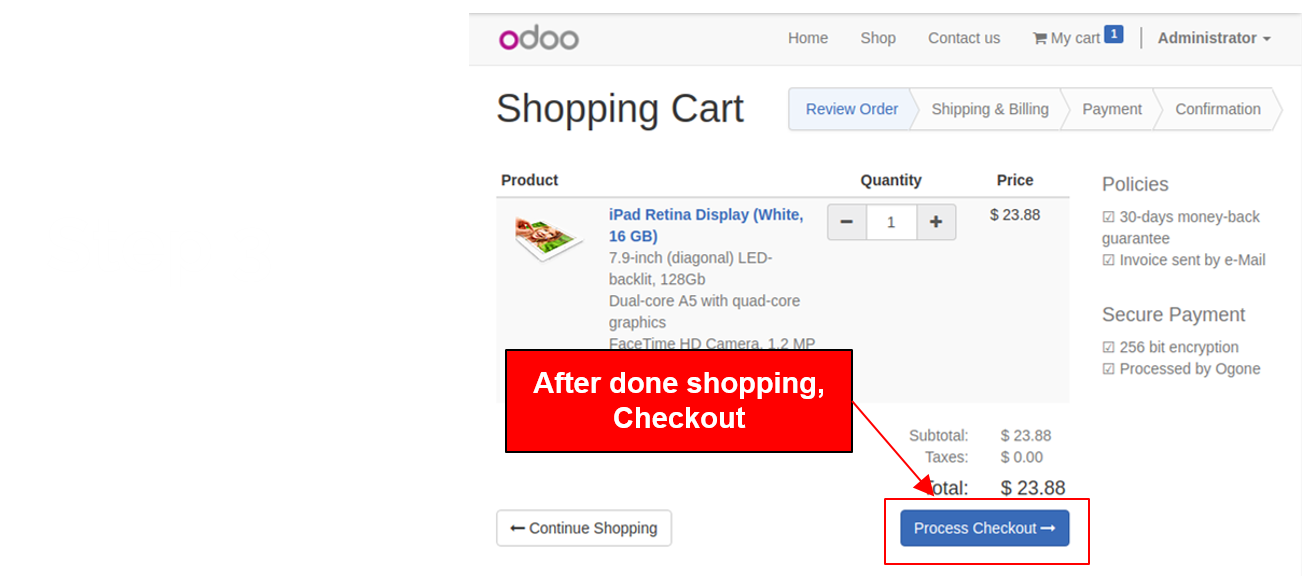 odoo
Home Shop Contact us My cart 1 Administrator
Shopping Cart
Review Order Shipping & Billing Payment Confirmation
Product Quantity Price
iPad Retina Display (White,
16 GB)
7.9-inch (diagonal) LED-
backlit, 128Gb
Dual-core A5 with quad-core
graphics
FaceTime HD Camera, 1.2 MP
− 1 +
$ 23.88
Policies
☑ 30-days money-back
guarantee
☑ Invoice sent by e-Mail
Secure Payment
☑ 256 bit encryption
☑ Processed by Ogone
After done shopping,
Checkout
Subtotal: $ 23.88
Taxes: $ 0.00
Total: $ 23.88
← Continue Shopping
Process Checkout →